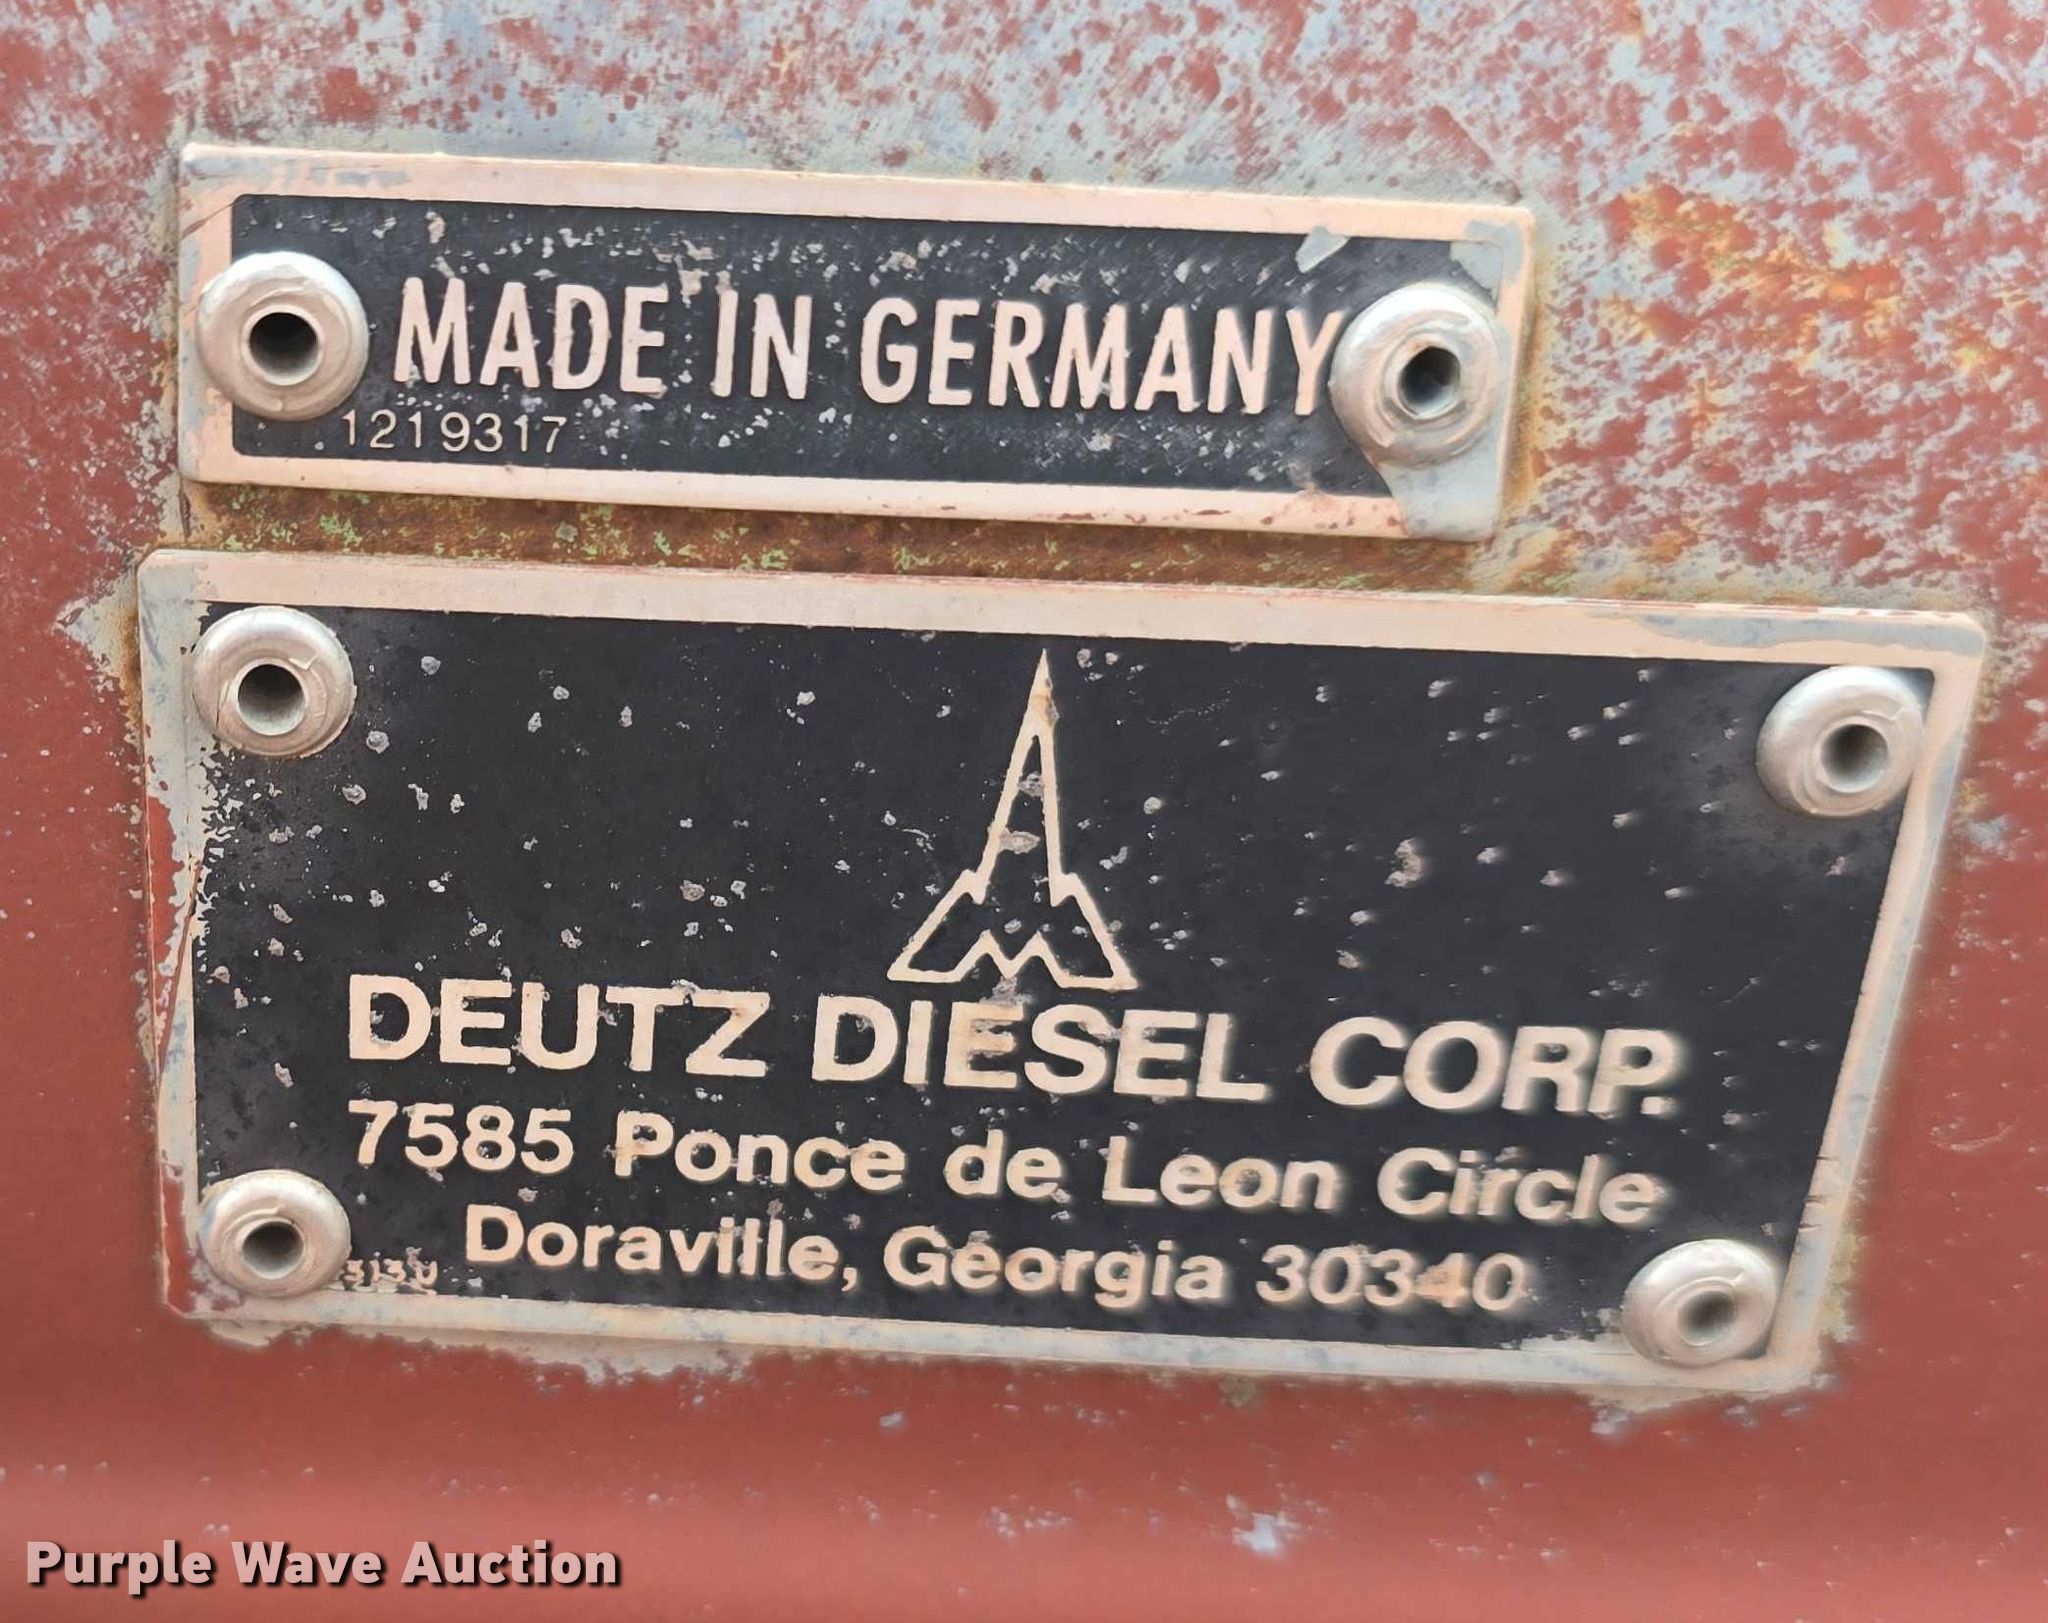 MADE IN GERMANY
1219317
DEUTZ DIESEL CORP.
7585 Ponce de Leon Circle
Doraville, Georgia 30340
Purple Wave Auction